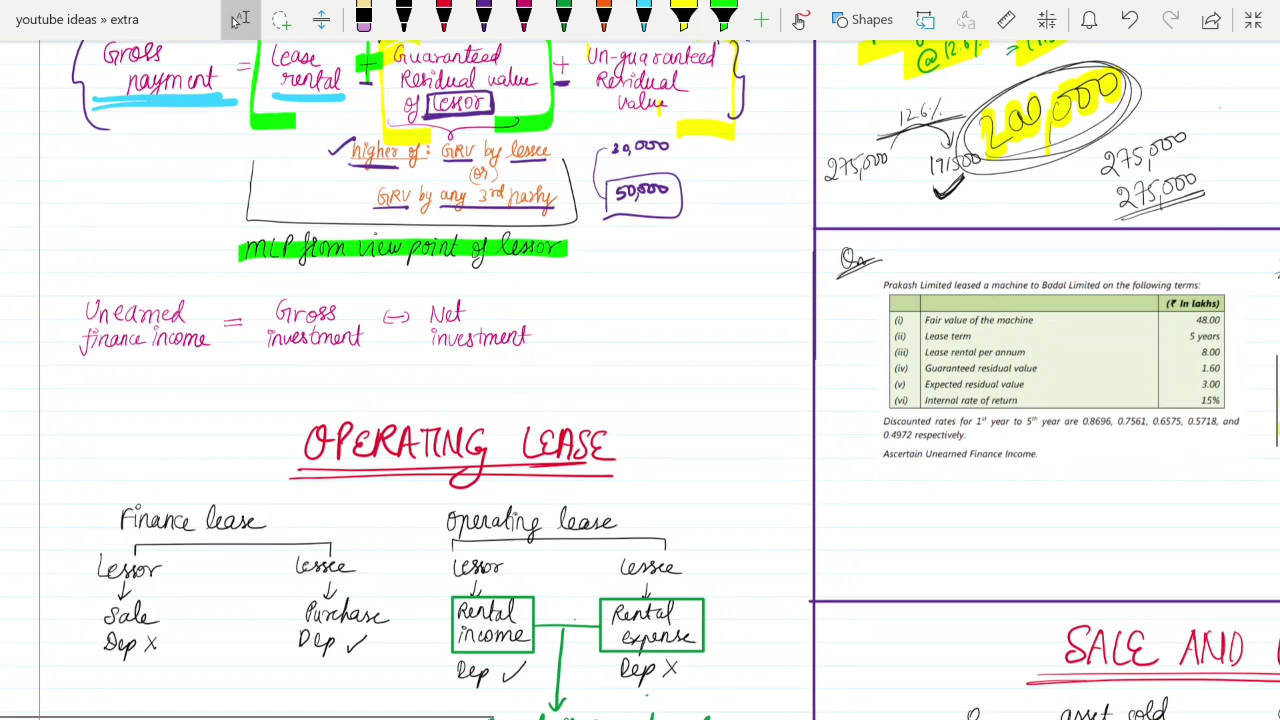 youtube ideas » extra
Shapes
Gross payment = Lease rental + Guaranteed Residual value of lessor + Un-guaranteed Residual value
higher of: GRV by lessee
(or)
GRV by any 3rd party
50,000
MLP from view point of lessor
Unearned finance income = Gross investment (-) Net investment
OPERATING LEASE
Finance lease
Lessor
Lessee
Sale
Purchase
Dep X
Dep ✓
Operating lease
Lessor
Lessee
Rental income
Rental expense
Dep ✓
Dep X
@12.6%
12.6%
275,000
200,000
275,000
275,000
Qn
Prakash Limited leased a machine to Badal Limited on the following terms:
(₹ In lakhs)
(i) Fair value of the machine 48.00
(ii) Lease term 5 years
(iii) Lease rental per annum 8.00
(iv) Guaranteed residual value 1.60
(v) Expected residual value 3.00
(vi) Internal rate of return 15%
Discounted rates for 1st year to 5th year are 0.8696, 0.7561, 0.6575, 0.5718, and
0.4972 respectively.
Ascertain Unearned Finance Income.
SALE AND
asset sold